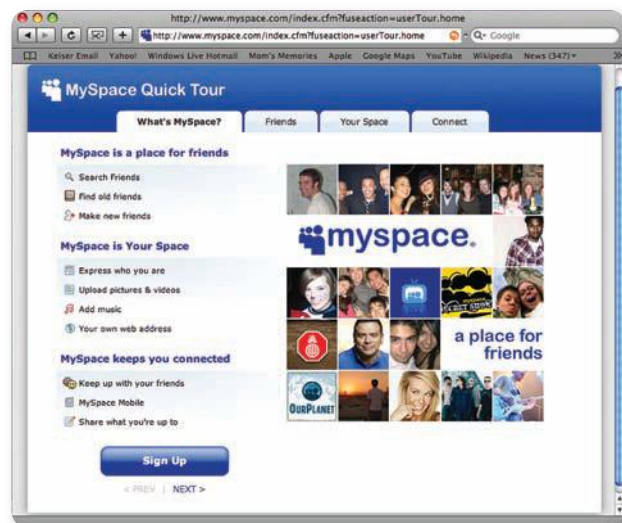 http://www.myspace.com/index.cfm?fuseaction=userTour.home
http://www.myspace.com/index.cfm?fuseaction=userTour.home
Google
Keiser Email Yahoo! Windows Live Hotmail Mom's Memories Apple Google Maps YouTube Wikipedia News (347)
MySpace Quick Tour
What's MySpace? Friends Your Space Connect
MySpace is a place for friends
Search Friends
Find old friends
Make new friends
MySpace is Your Space
Express who you are
Upload pictures & videos
Add music
Your own web address
MySpace keeps you connected
Keep up with your friends
MySpace Mobile
Share what you're up to
Sign Up
< PREV | NEXT >
myspace.
SECRET SHOWS
a place for
friends
OURPLANET